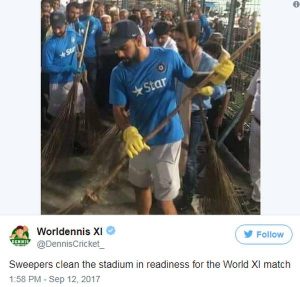 Star
Star
DENNIS
Worldennis XI
@DennisCricket_
Follow
Sweepers clean the stadium in readiness for the World XI match
1:58 PM - Sep 12, 2017